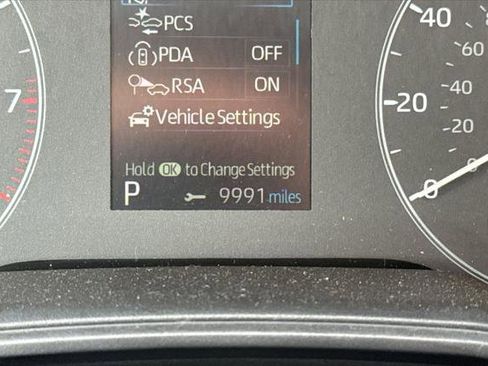 PCS
PDA OFF
RSA ON
Vehicle Settings
Hold OK to Change Settings
P 9991 miles
7
40
60
20
40
20
0
0